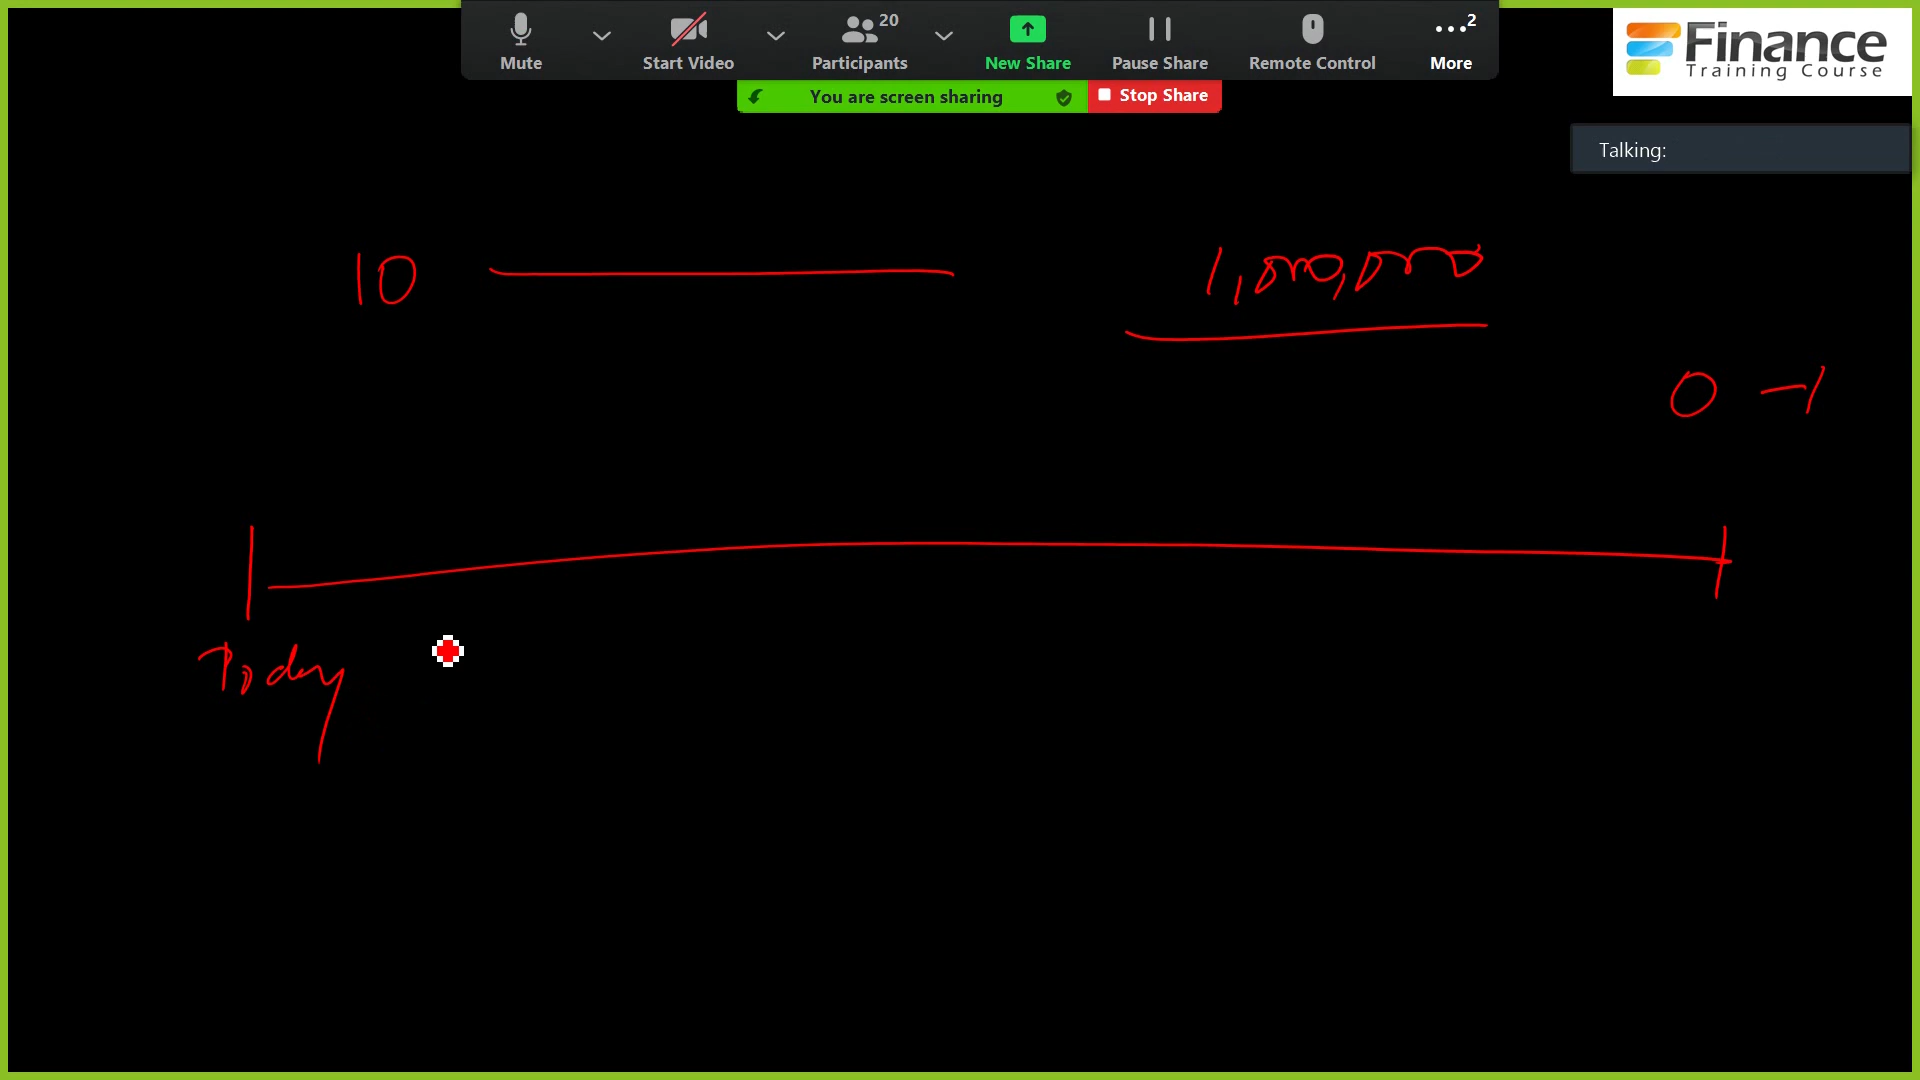 Mute Start Video Participants 20 New Share Pause Share Remote Control More 2
You are screen sharing Stop Share
Finance
Training Course
Talking:
10 — 1,000,000
0 - 1
Today